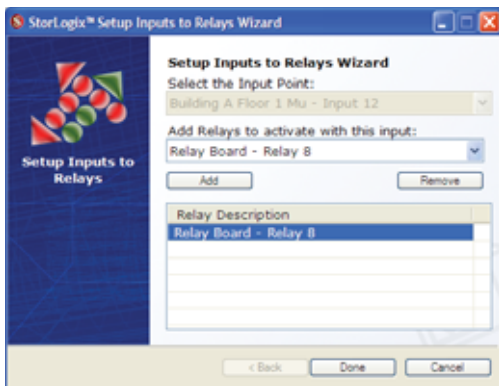 StorLogix™ Setup Inputs to Relays Wizard
Setup Inputs to Relays Wizard
Select the Input Point:
Building A Floor 1 Mu - Input 12
Add Relays to activate with this input:
Relay Board - Relay 8
Add
Remove
Relay Description
Relay Board - Relay 8
Setup Inputs to
Relays
< Back
Done
Cancel